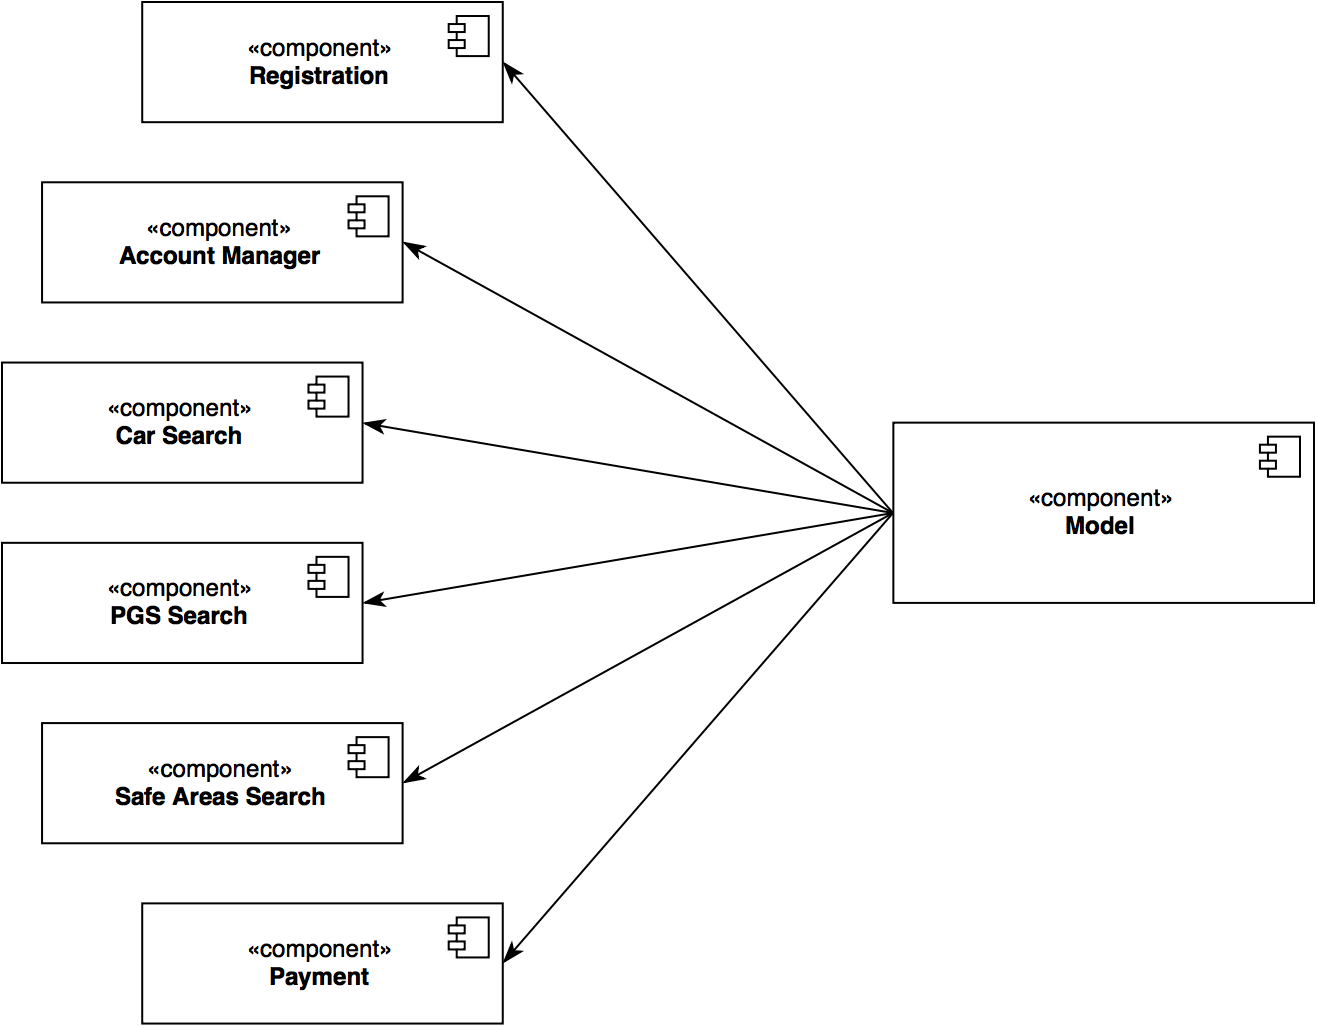 «component»
Registration
«component»
Account Manager
«component»
Car Search
«component»
Model
«component»
PGS Search
«component»
Safe Areas Search
«component»
Payment